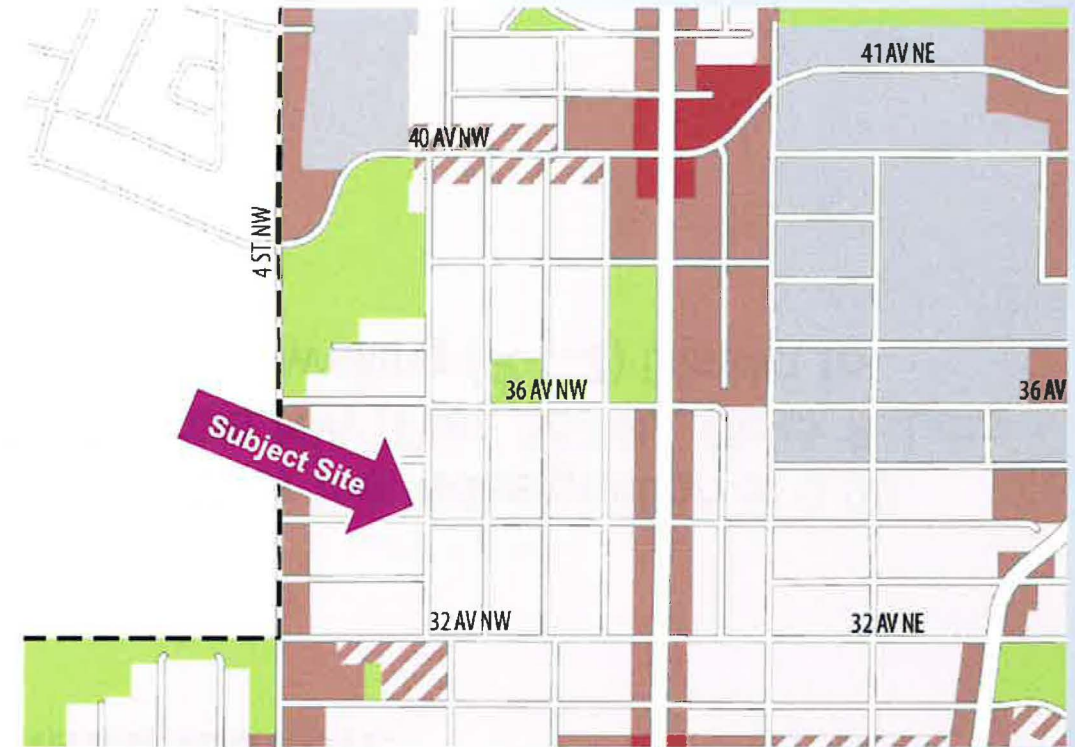 41 AV NE
40 AV NW
4 ST NW
36 AV NW
36 AV
Subject Site
32 AV NW
32 AV NE